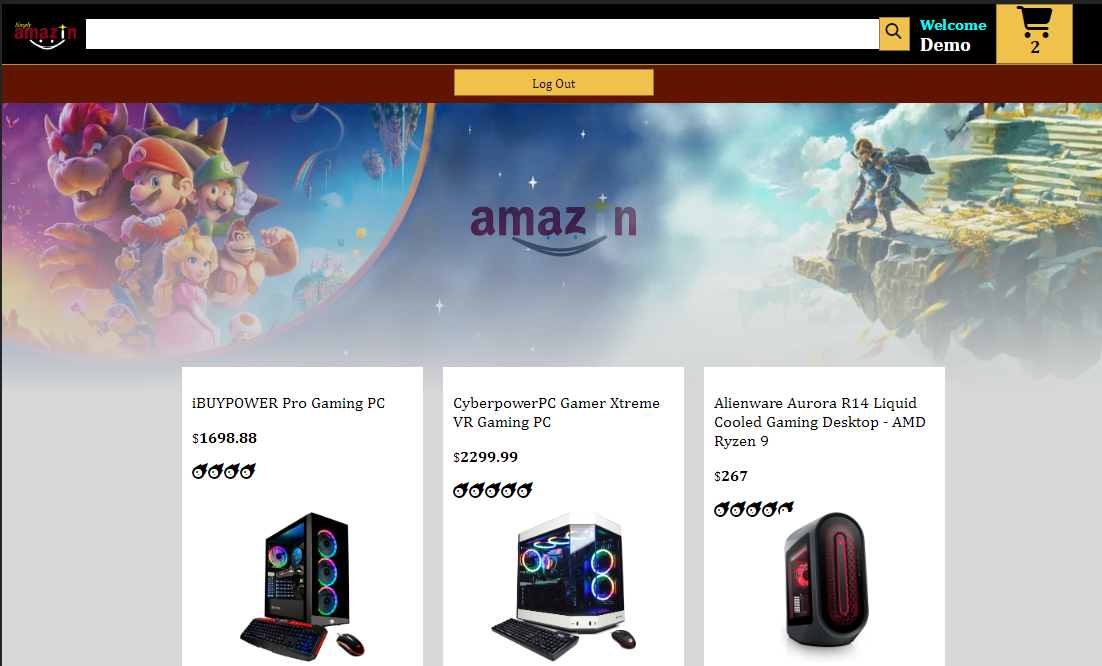 Simply
amazin
Welcome
Demo
2
Log Out
amazin
iBUYPOWER Pro Gaming PC
$1698.88
CyberpowerPC Gamer Xtreme
VR Gaming PC
$2299.99
Alienware Aurora R14 Liquid
Cooled Gaming Desktop - AMD
Ryzen 9
$267